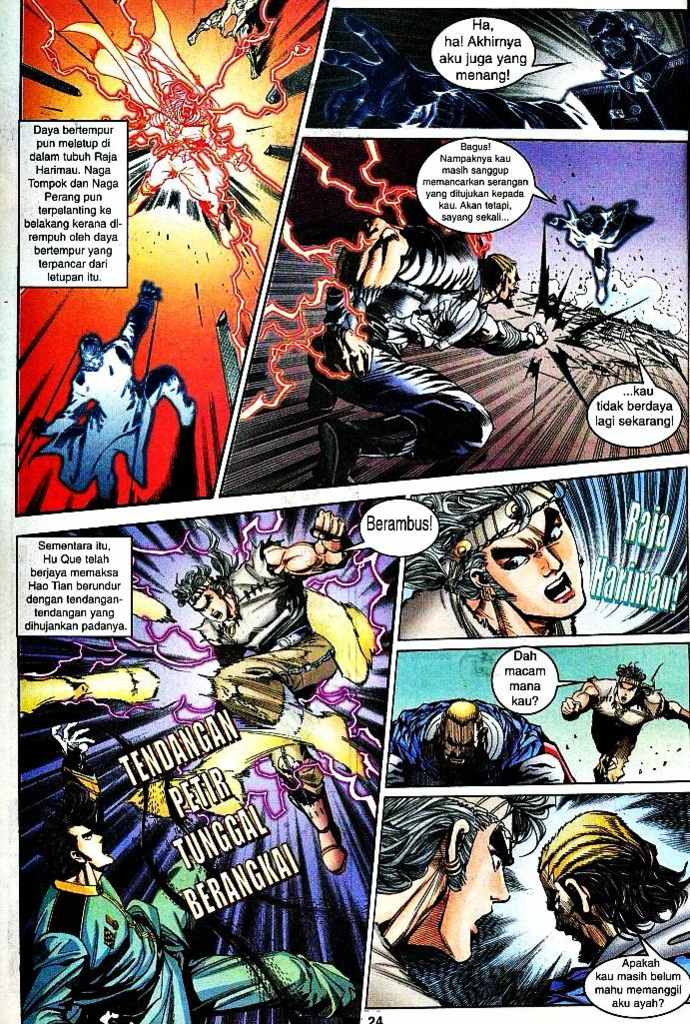 Daya bertempur
pun meletup di
dalam tubuh Raja
Harimau. Naga
Tompok dan Naga
Perang pun
terpelanting ke
belakang kerana di-
rempuh oleh daya
bertempur yang
terpancar dari
letupan itu.
Ha,
ha! Akhirnya
aku juga yang
menang!
Bagus!
Nampaknya kau
masih sanggup
memancarkan serangan
yang ditujukan kepada
kau. Akan tetapi,
sayang sekali...
...kau
tidak berdaya
lagi sekarang!
Sementara itu,
Hu Que telah
berjaya memaksa
Hao Tian berundur
dengan tendangan-
tendangan yang
dihujankan padanya.
Berambus!
TENDANGAN
PETIR
TUNGGAL
BERANGKAI
Raja
Harimau!
Dah
macam
mana
kau?
Apakah
kau masih belum
mahu memanggil
aku ayah?
24